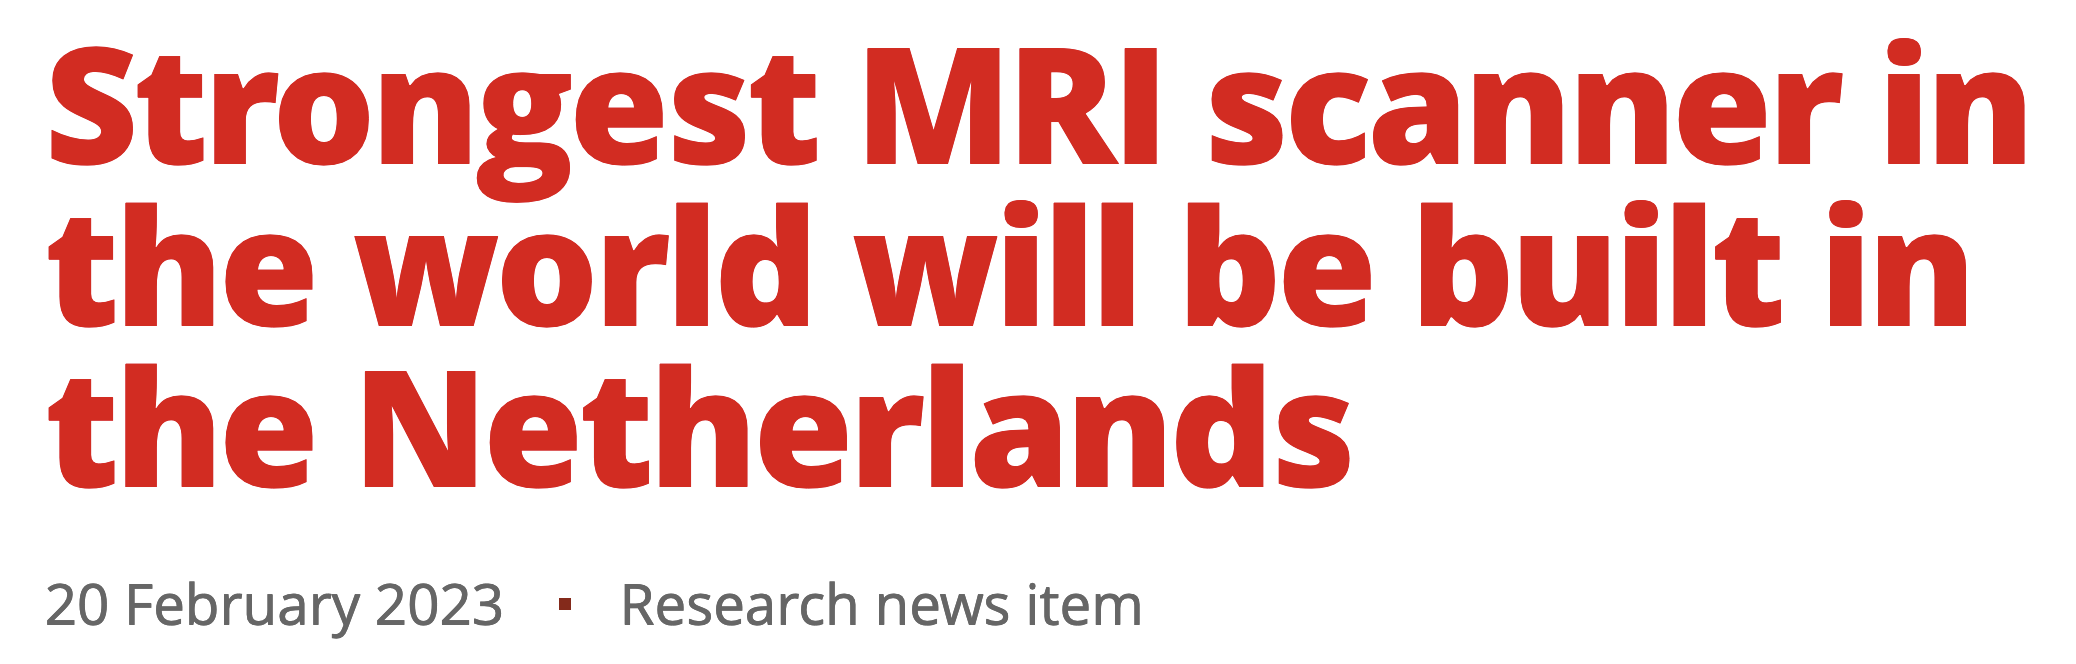 Strongest MRI scanner in
the world will be built in
the Netherlands
20 February 2023 ▪ Research news item